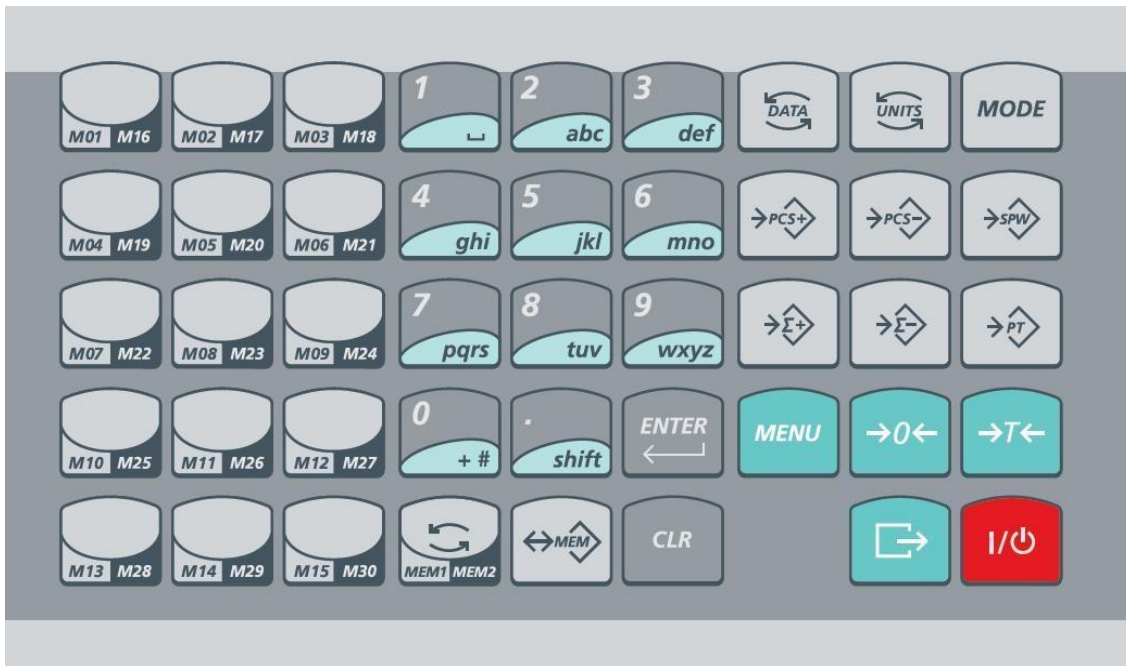 M01 M16 M02 M17 M03 M18 1 2 abc 3 def DATA UNITS MODE
M04 M19 M05 M20 M06 M21 4 ghi 5 jkl 6 mno →PCS+ →PCS− →SPW
M07 M22 M08 M23 M09 M24 7 pqrs 8 tuv 9 wxyz →Σ+ →Σ− →PT
M10 M25 M11 M26 M12 M27 0 + # . shift ENTER MENU →0← →T←
M13 M28 M14 M29 M15 M30 MEM1 MEM2 ↔MEM CLR I/⏻